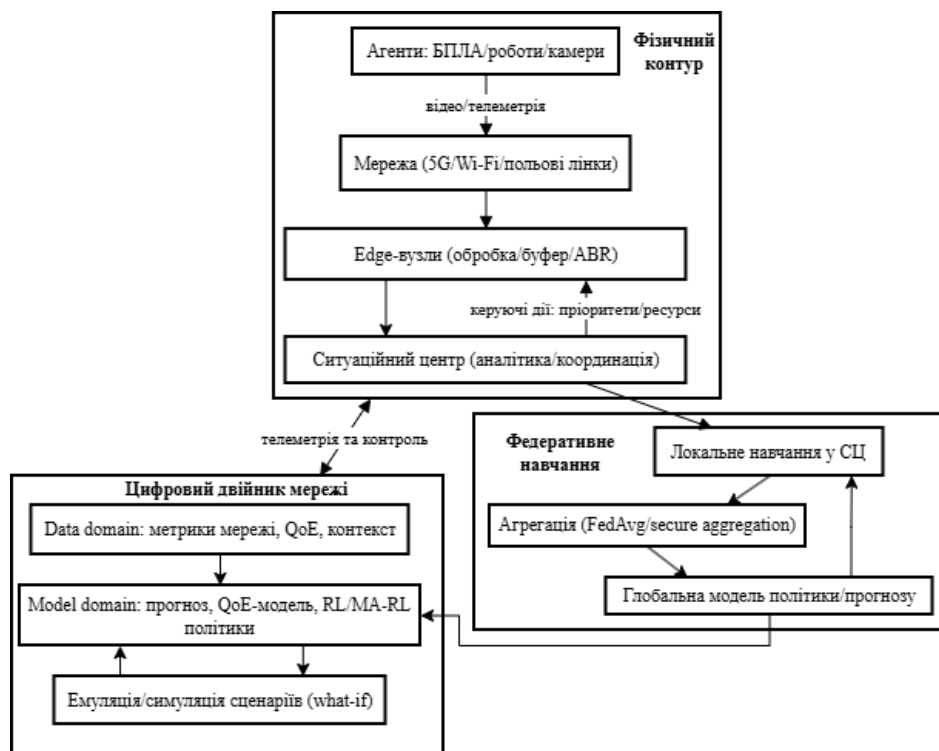 Агенти: БПЛА/роботи/камери
Фізичний
контур
відео/телеметрія
Мережа (5G/Wi-Fi/польові лінки)
Edge-вузли (обробка/буфер/ABR)
керуючі дії: пріоритети/ресурси
Ситуаційний центр (аналітика/координація)
телеметрія та контроль
Федеративне
навчання
Локальне навчання у СЦ
Агрегація (FedAvg/secure aggregation)
Глобальна модель політики/прогнозу
Цифровий двійник мережі
Data domain: метрики мережі, QoE, контекст
Model domain: прогноз, QoE-модель, RL/MA-RL
політики
Емуляція/симуляція сценаріїв (what-if)